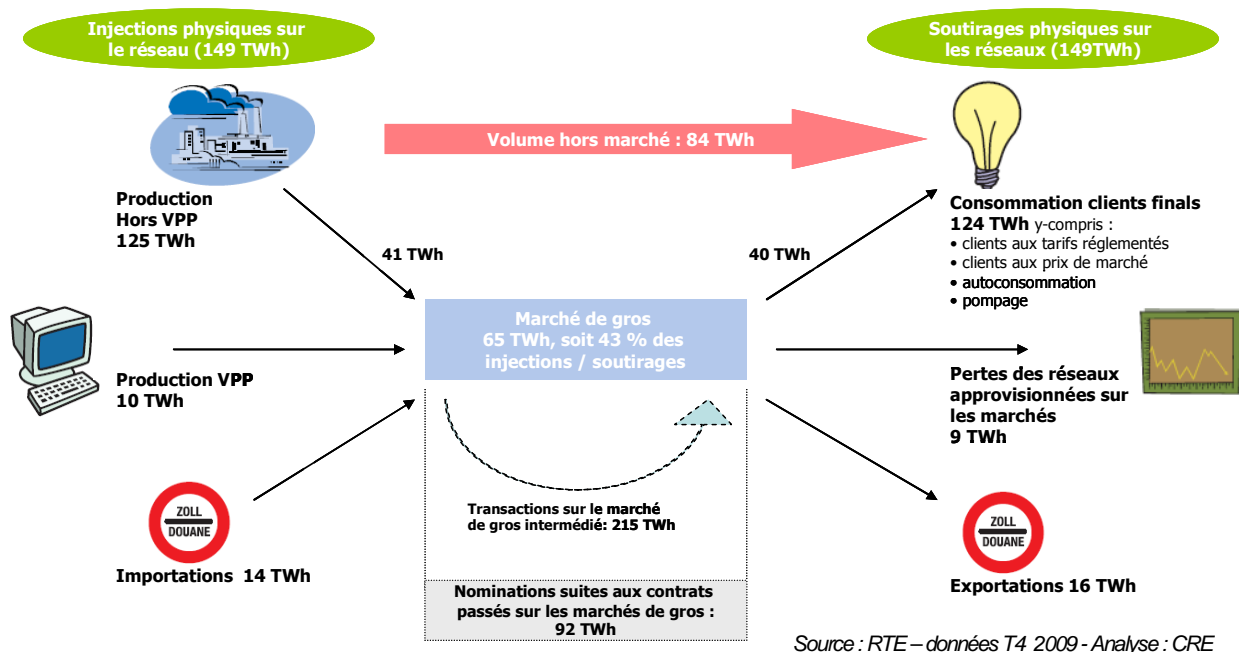 Injections physiques sur
le réseau (149 TWh)
Soutirages physiques sur
les réseaux (149TWh)
Volume hors marché : 84 TWh
Production
Hors VPP
125 TWh
Consommation clients finals
124 TWh y-compris :
• clients aux tarifs réglementés
• clients aux prix de marché
• autoconsommation
• pompage
41 TWh
40 TWh
Marché de gros
65 TWh, soit 43 % des
injections / soutirages
Production VPP
10 TWh
Pertes des réseaux
approvisionnées sur
les marchés
9 TWh
Transactions sur le marché
de gros intermédié: 215 TWh
ZOLL
DOUANE
Importations 14 TWh
ZOLL
DOUANE
Exportations 16 TWh
Nominations suites aux contrats
passés sur les marchés de gros :
92 TWh
Source : RTE – données T4 2009 - Analyse : CRE